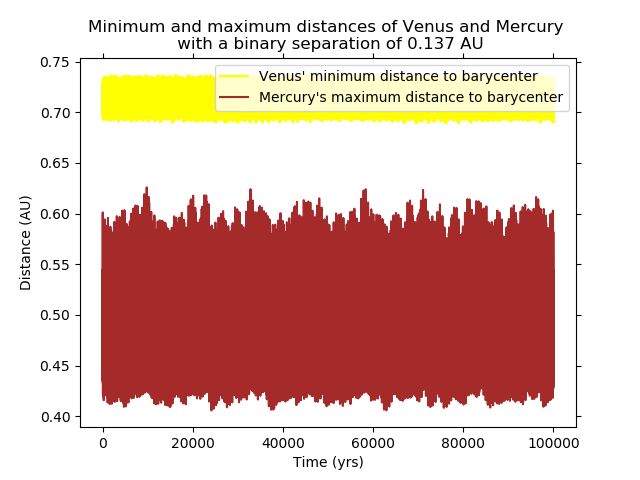 Minimum and maximum distances of Venus and Mercury
with a binary separation of 0.137 AU
Venus' minimum distance to barycenter
Mercury's maximum distance to barycenter
Distance (AU)
0.75
0.70
0.65
0.60
0.55
0.50
0.45
0.40
0 20000 40000 60000 80000 100000
Time (yrs)